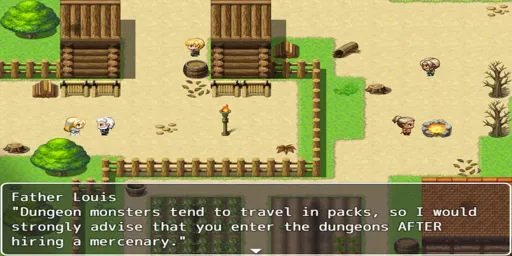 Father Louis
"Dungeon monsters tend to travel in packs, so I would
strongly advise that you enter the dungeons AFTER
hiring a mercenary."